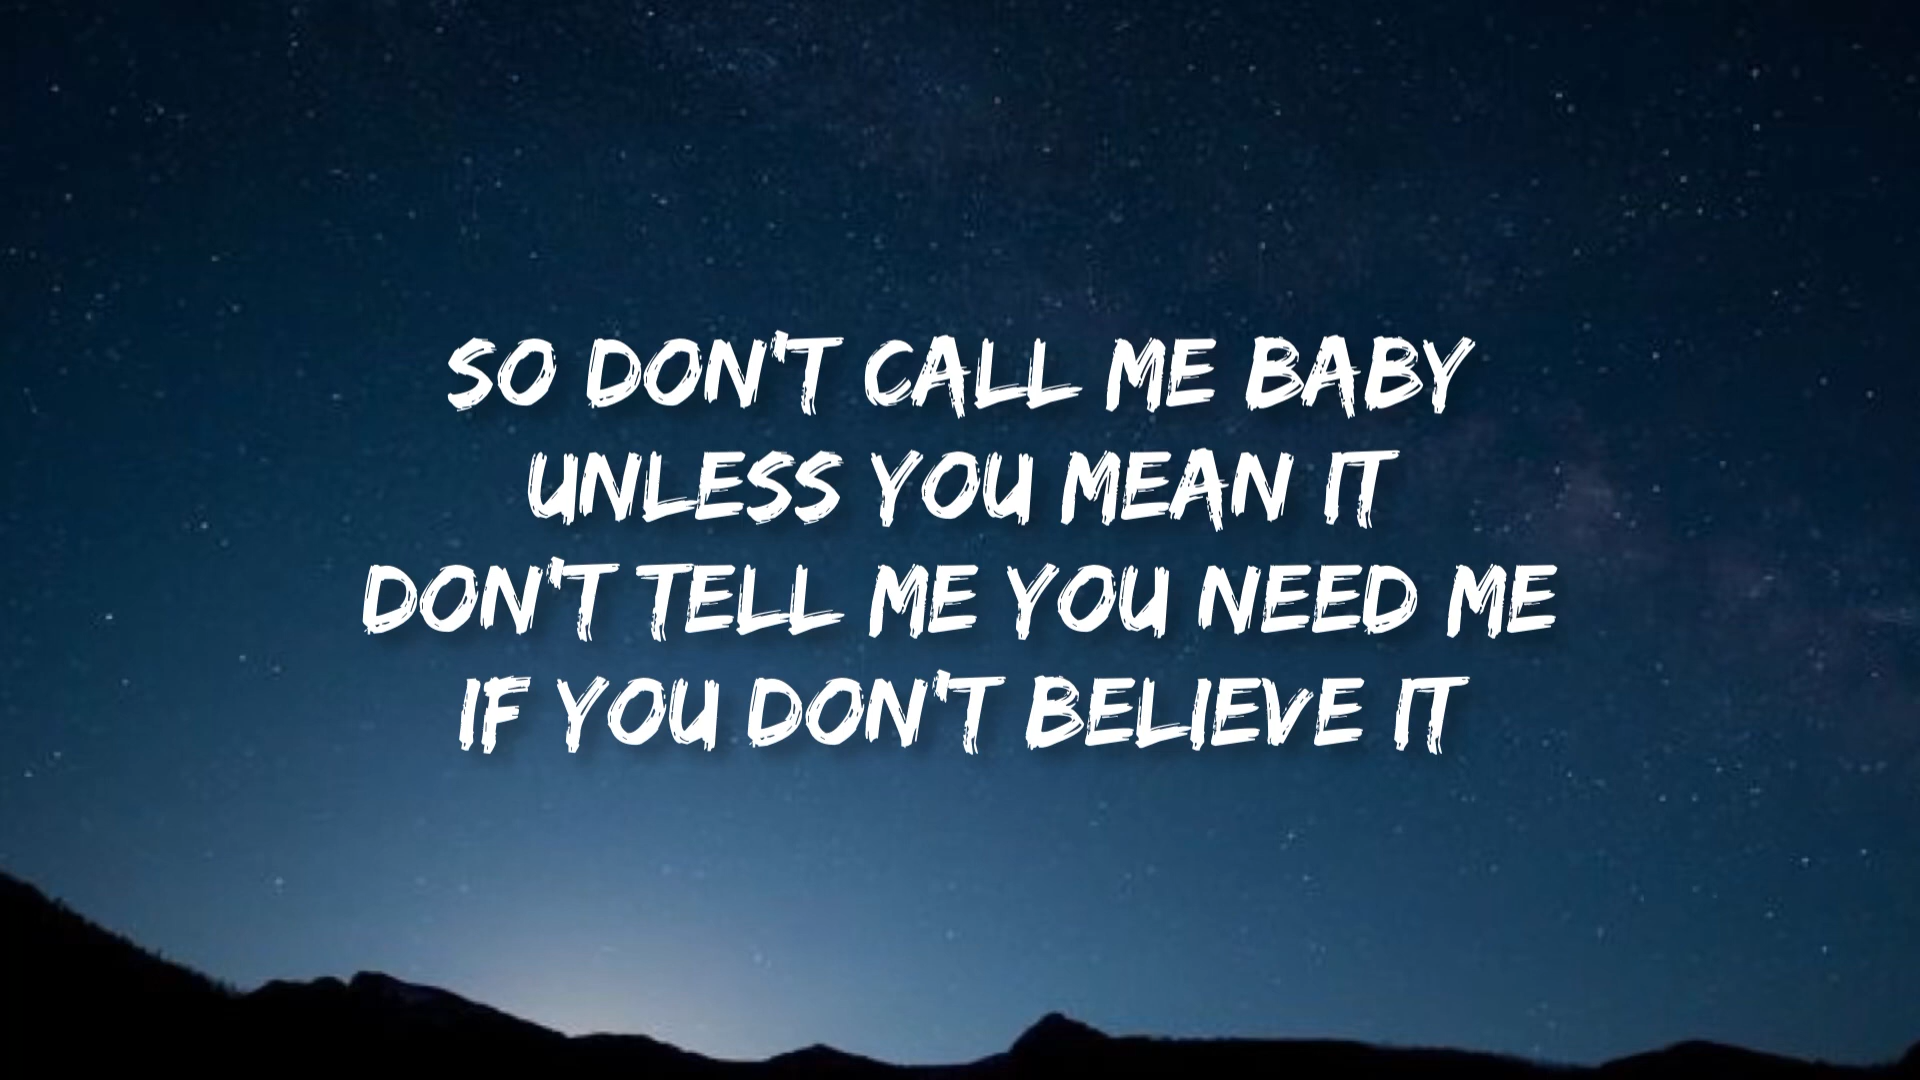 SO DON'T CALL ME BABY
UNLESS YOU MEAN IT
DON'T TELL ME YOU NEED ME
IF YOU DON'T BELIEVE IT